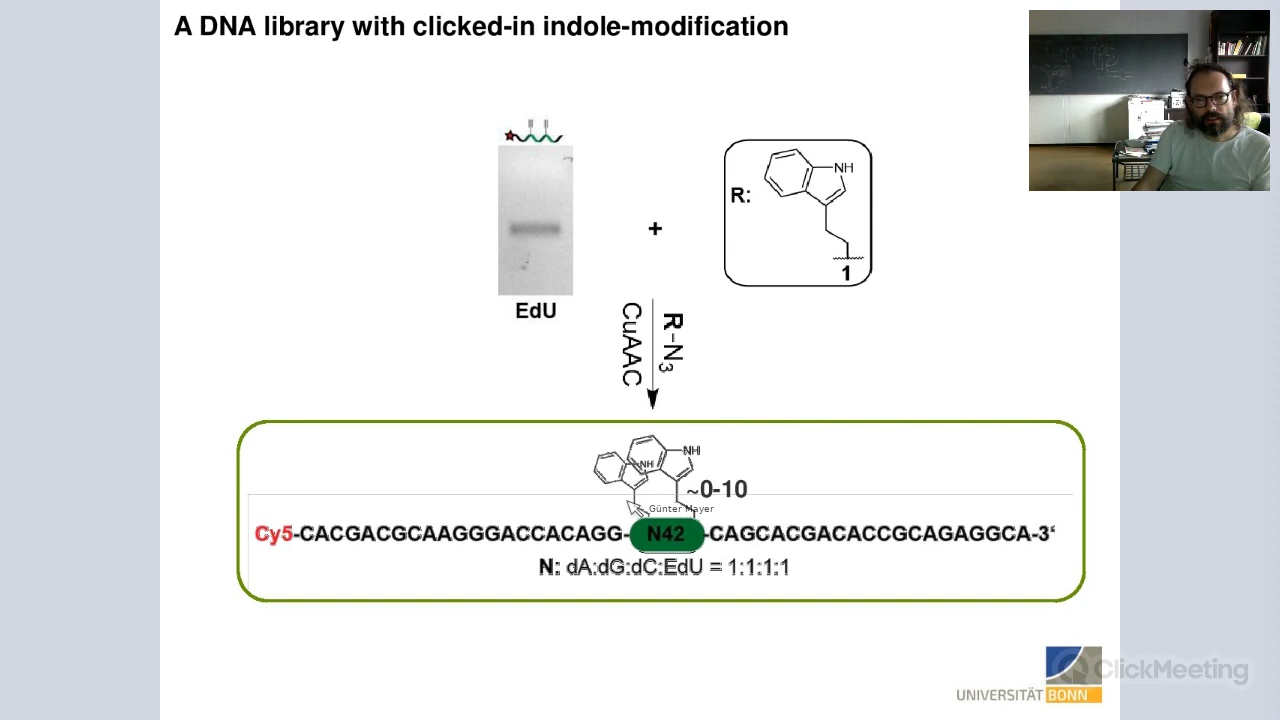 A DNA library with clicked-in indole-modification
EdU
+
R:
NH
1
R-N3
CuAAC
NH
NH
~0-10
Günter Mayer
Cy5-CACGACGCAAGGGACCACAGG-N42-CAGCACGACACCGCAGAGGCA-3‘
N: dA:dG:dC:EdU = 1:1:1:1
ClickMeeting
UNIVERSITÄT BONN